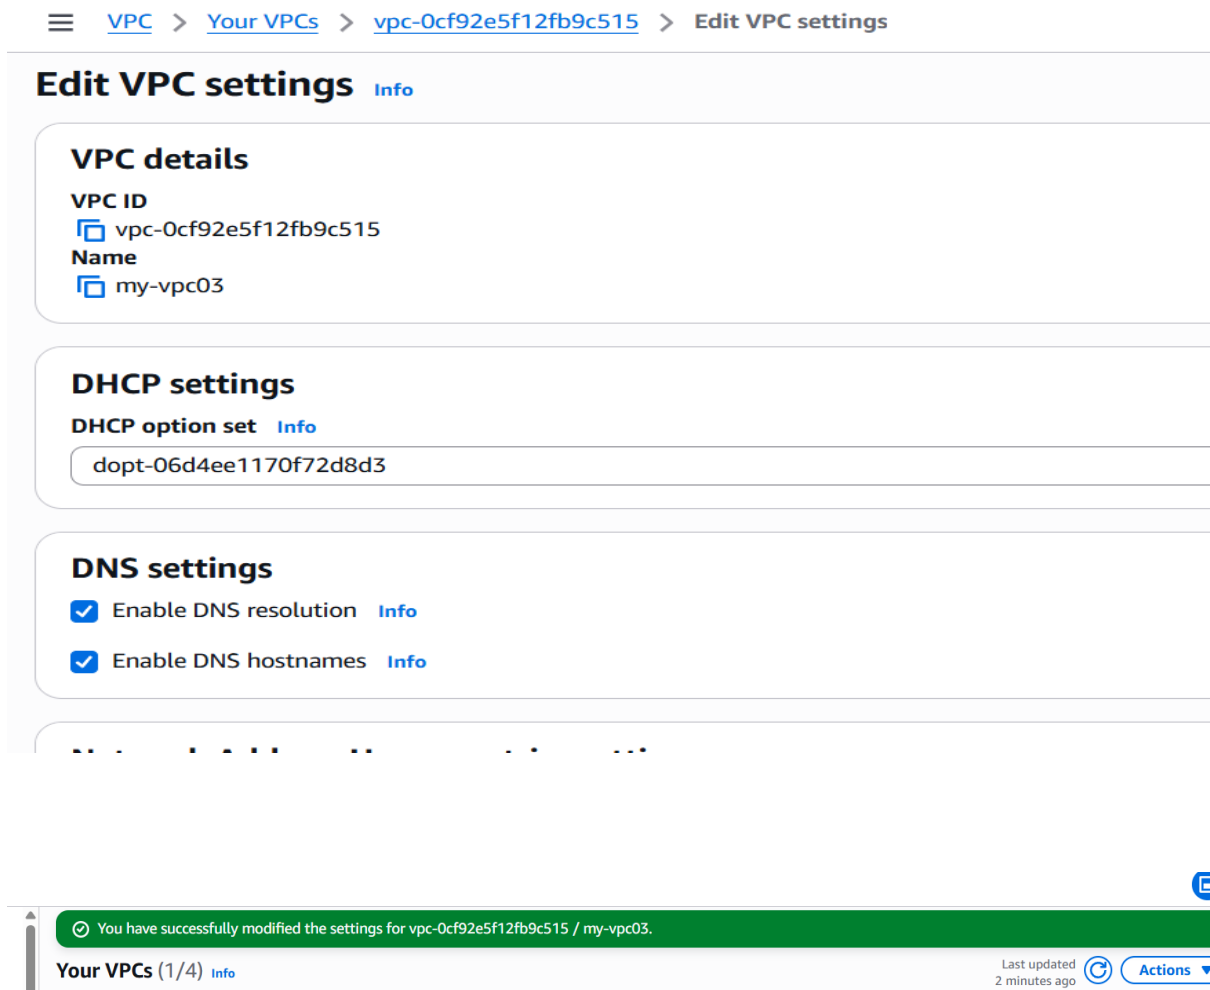 VPC > Your VPCs > vpc-0cf92e5f12fb9c515 > Edit VPC settings
Edit VPC settings Info
VPC details
VPC ID
vpc-0cf92e5f12fb9c515
Name
my-vpc03
DHCP settings
DHCP option set Info
dopt-06d4ee1170f72d8d3
DNS settings
Enable DNS resolution Info
Enable DNS hostnames Info
You have successfully modified the settings for vpc-0cf92e5f12fb9c515 / my-vpc03.
Your VPCs (1/4) Info
Last updated
2 minutes ago
Actions